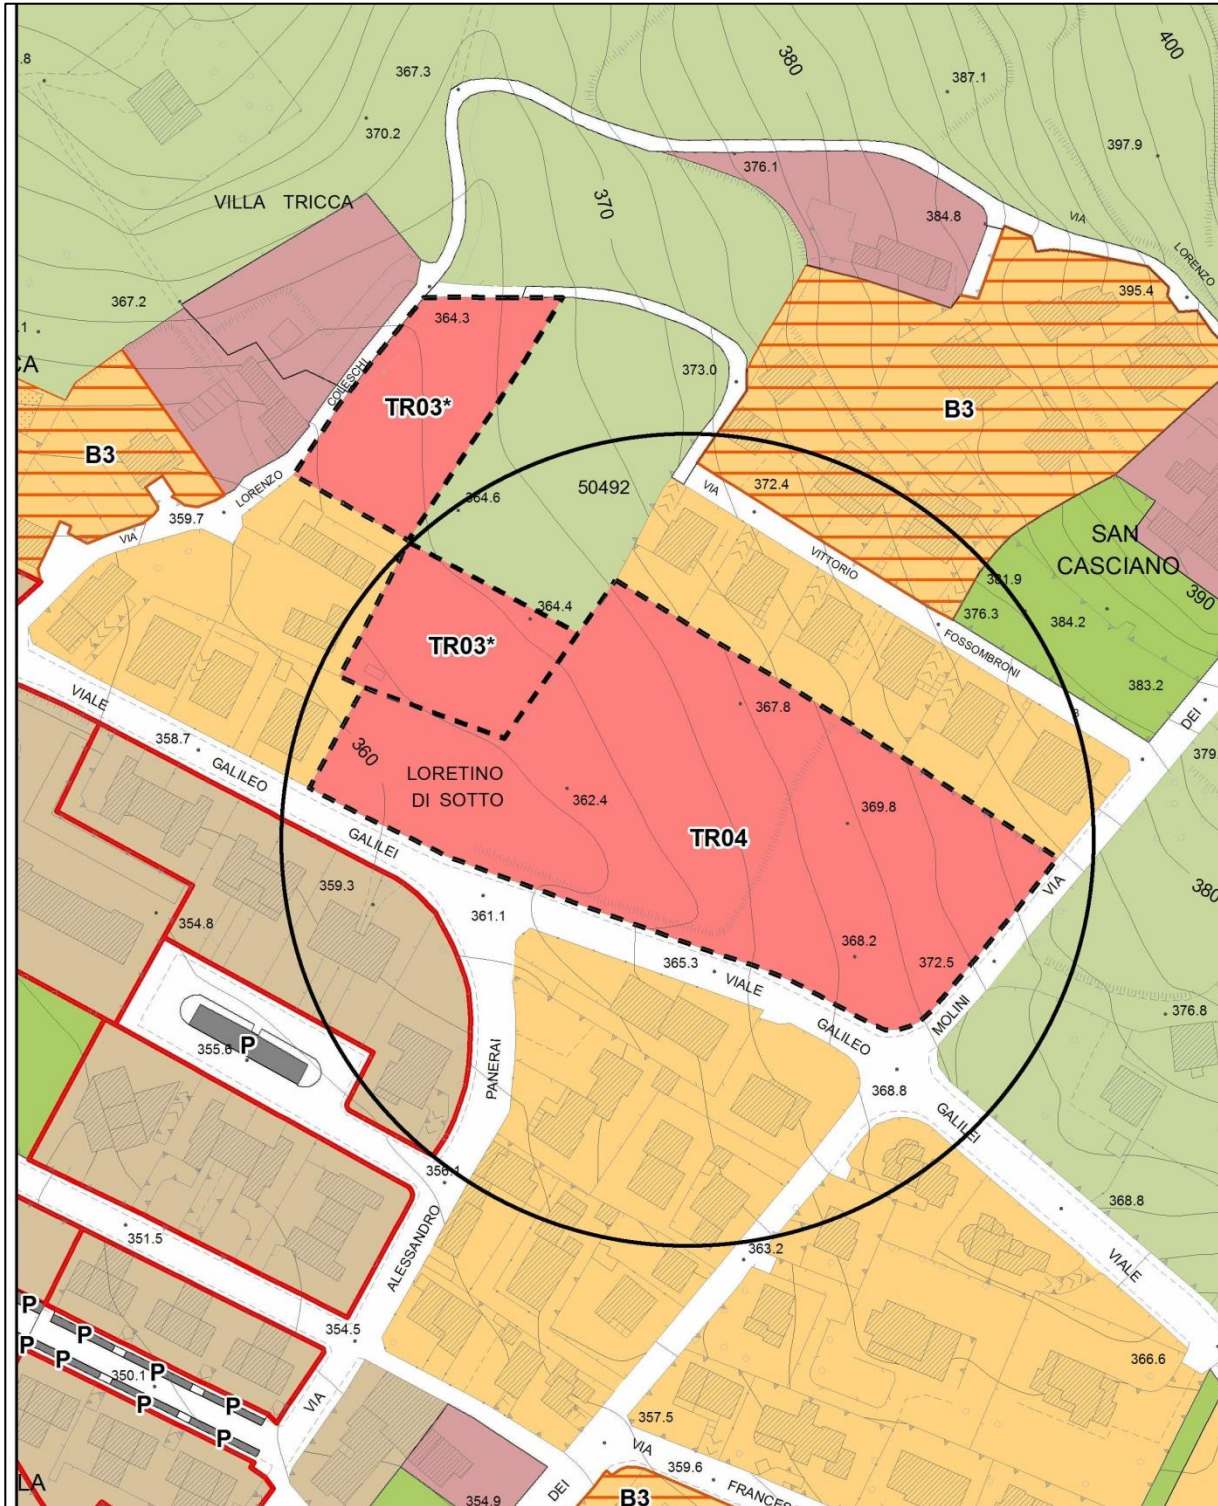 400
380
387.1
.8
367.3
370.2
397.9
376.1
VILLA TRICCA
370
384.8
VIA
LORENZO
367.2
395.4
.1
364.3
CA
COLESCHI
373.0
TR03*
B3
B3
364.6
50492
372.4
VIA
LORENZO
359.7
VIA
SAN
CASCIANO
VITTORIO
381.9
390
364.4
376.3
384.2
TR03*
FOSSOMBRONI
383.2
VIALE
367.8
DEI
358.7
360
379.
GALILEO
LORETINO
DI SOTTO
362.4
369.8
TR04
GALILEI
359.3
VIA
380
361.1
354.8
368.2
372.5
365.3
VIALE
MOLINI
376.8
GALILEO
P
355.6
PANERAI
368.8
GALILEI
356.1
368.8
ALESSANDRO
351.5
363.2
VIALE
P
P
354.5
P
P
P
350.1
366.6
P
P
P
VIA
357.5
VIA
359.6
LA
354.9
DEI
B3
FRANCES